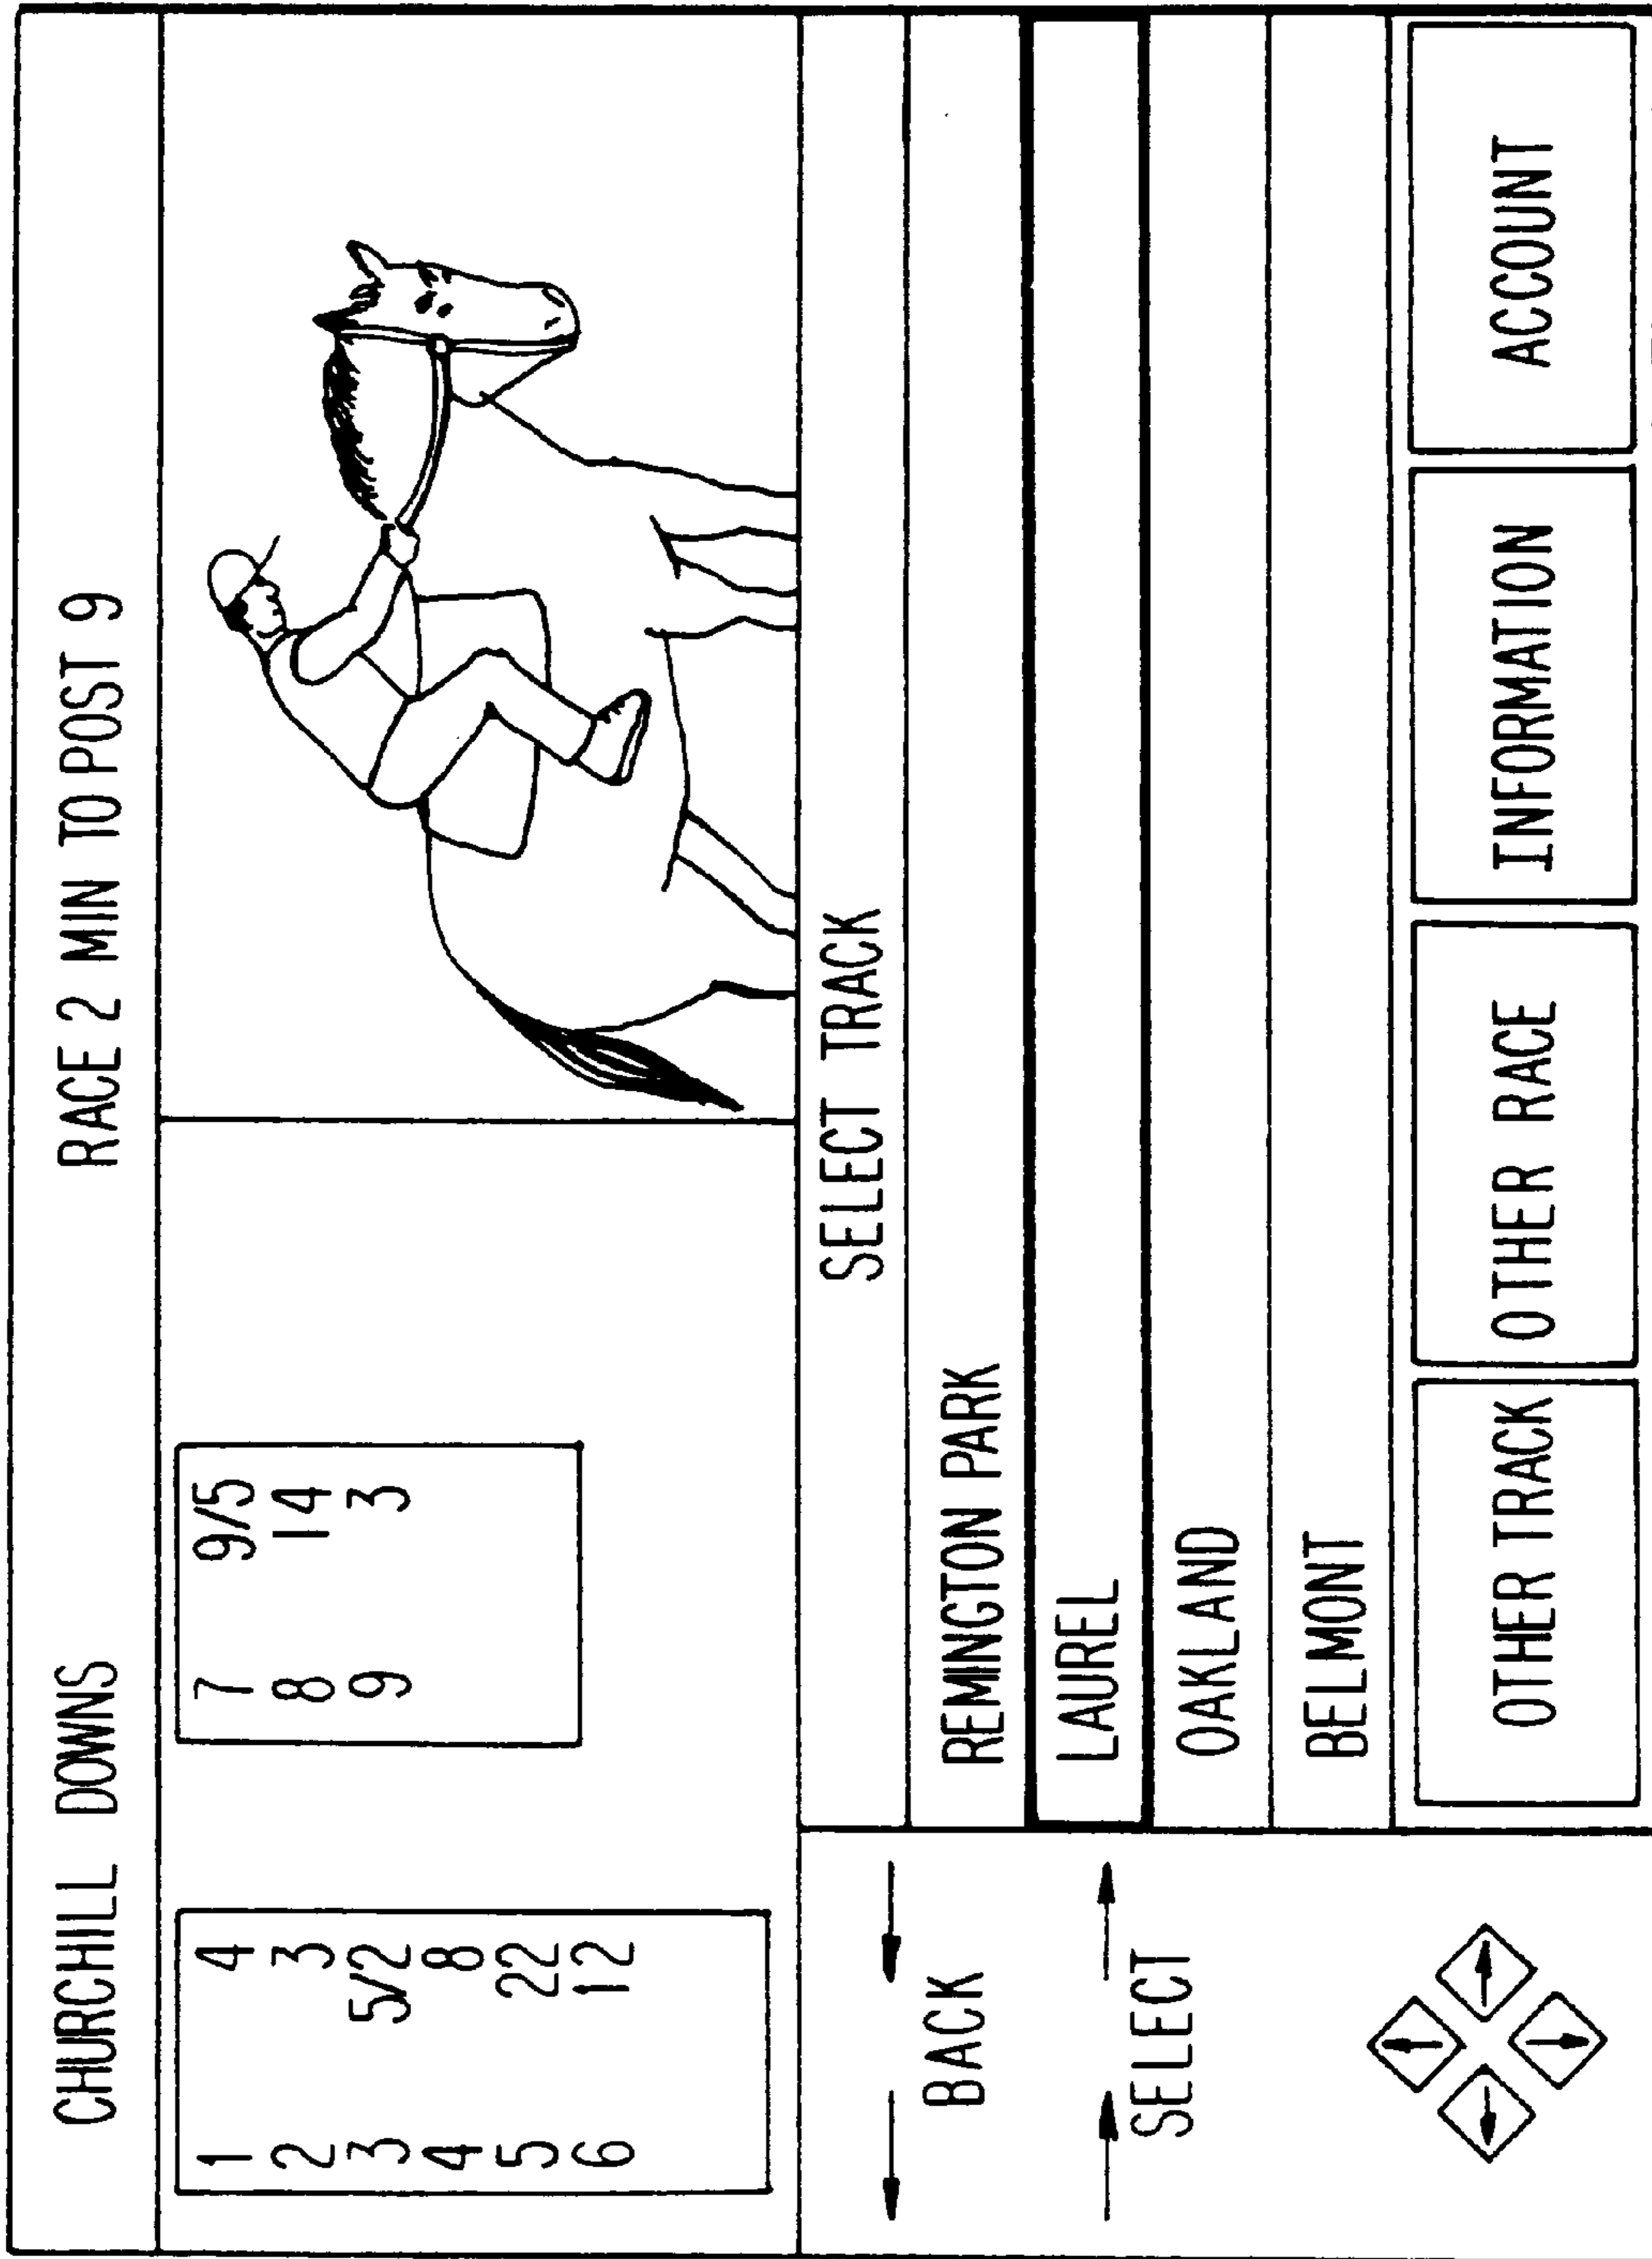 CHURCHILL DOWNS
RACE 2 MIN TO POST 9
1 4
2 3
3 5/2
4 8
5 22
6 12
7 9/5
8 14
9 3
BACK
SELECT
SELECT TRACK
REMINGTON PARK
LAUREL
OAKLAND
BELMONT
OTHER TRACK
OTHER RACE
INFORMATION
ACCOUNT